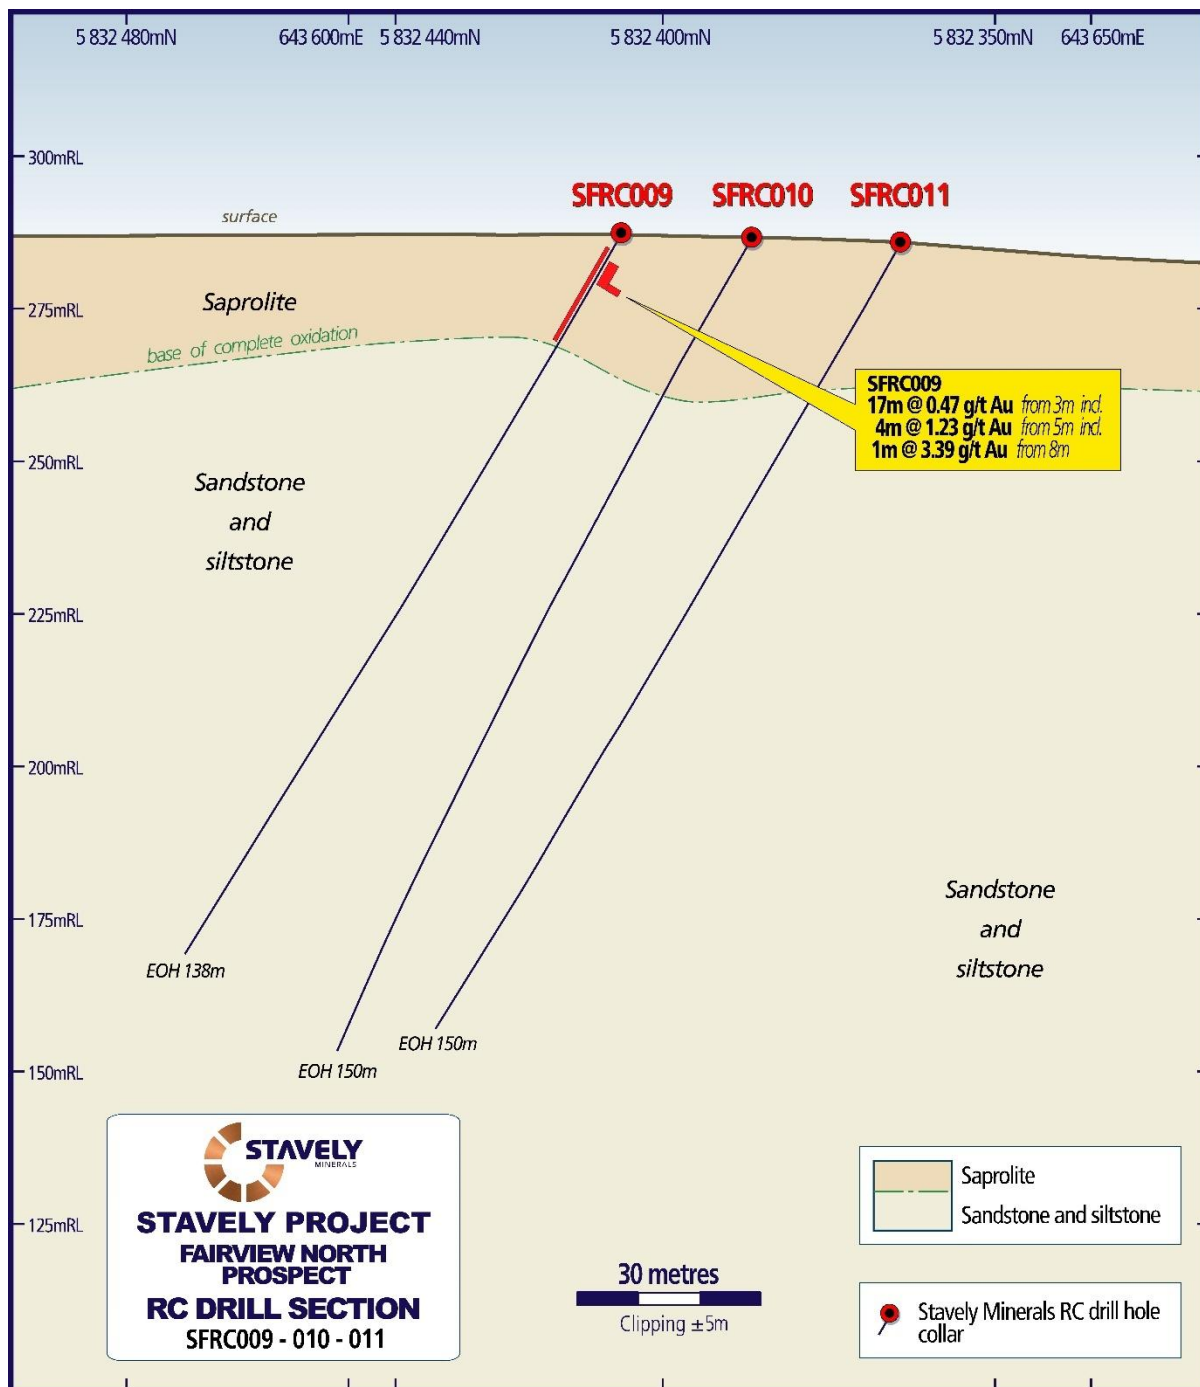 5 832 480mN
643 600mE
5 832 440mN
5 832 400mN
5 832 350mN
643 650mE
300mRL
SFRC009
SFRC010
SFRC011
surface
Saprolite
275mRL
base of complete oxidation
SFRC009
17m @ 0.47 g/t Au from 3m incl.
4m @ 1.23 g/t Au from 5m incl.
1m @ 3.39 g/t Au from 8m
250mRL
Sandstone
and
siltstone
225mRL
200mRL
175mRL
Sandstone
and
siltstone
EOH 138m
EOH 150m
EOH 150m
150mRL
STAVELY
MINERALS
STAVELY PROJECT
FAIRVIEW NORTH
PROSPECT
RC DRILL SECTION
SFRC009 - 010 - 011
125mRL
30 metres
Clipping ±5m
Saprolite
Sandstone and siltstone
Stavely Minerals RC drill hole
collar